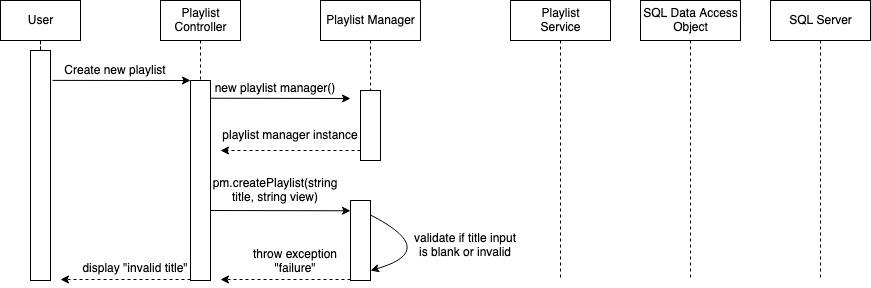 User
Playlist
Controller
Playlist Manager
Playlist
Service
SQL Data Access
Object
SQL Server
Create new playlist
new playlist manager()
playlist manager instance
pm.createPlaylist(string
title, string view)
validate if title input
is blank or invalid
throw exception
"failure"
display "invalid title"